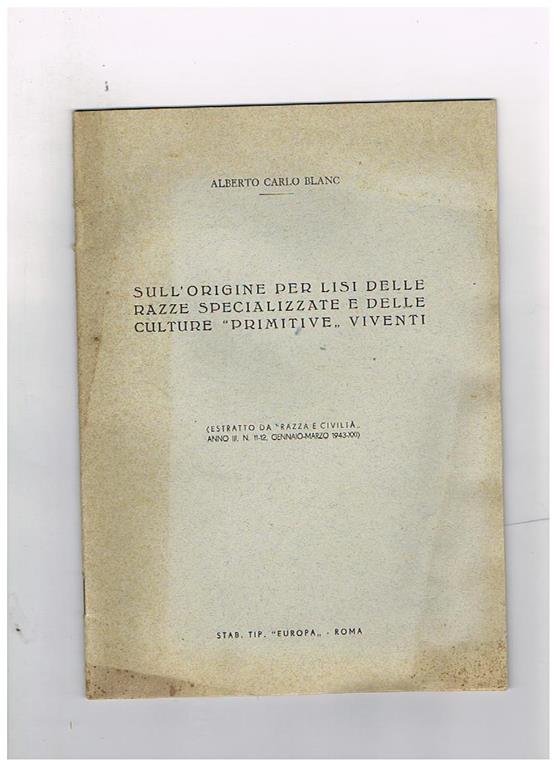 ALBERTO CARLO BLANC
SULL'ORIGINE PER LISI DELLE
RAZZE SPECIALIZZATE E DELLE
CULTURE "PRIMITIVE„ VIVENTI
(ESTRATTO DA "RAZZA E CIVILTÀ„
ANNO III. N. 11-12, GENNAIO-MARZO 1943-XXI)
STAB. TIP. "EUROPA„ - ROMA